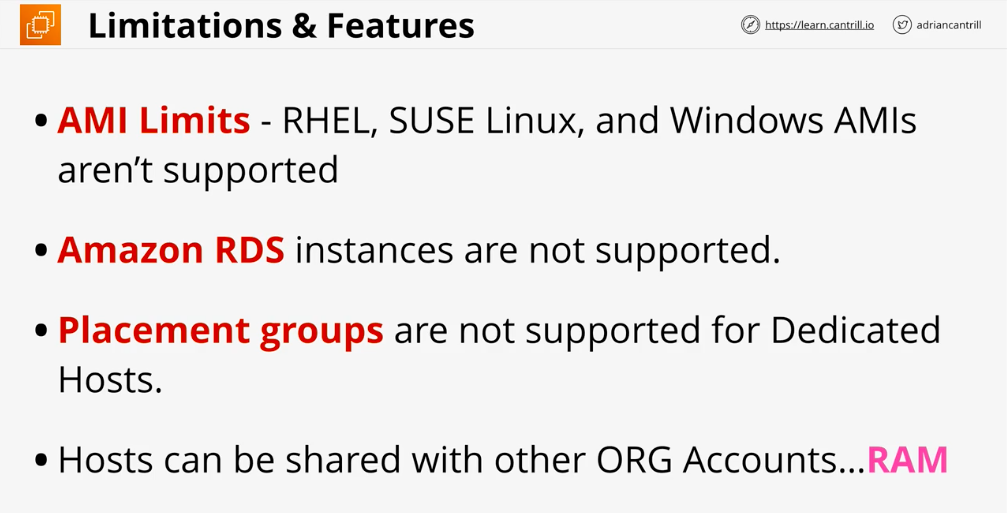 Limitations & Features
https://learn.cantrill.io
adriancantrill
• AMI Limits - RHEL, SUSE Linux, and Windows AMIs
aren’t supported
• Amazon RDS instances are not supported.
• Placement groups are not supported for Dedicated
Hosts.
• Hosts can be shared with other ORG Accounts...RAM